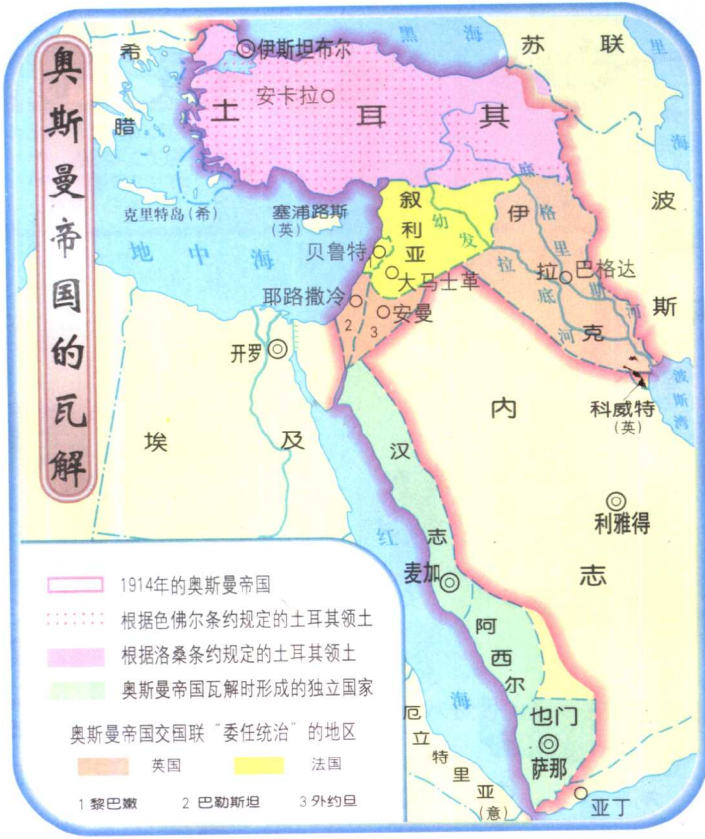 奥斯曼帝国的瓦解
希腊
伊斯坦布尔
黑海
苏联
里海
安卡拉
土耳其
克里特岛(希)
塞浦路斯
(英)
叙利亚
幼发拉底河
底格里斯河
伊拉克
波斯
地中海
贝鲁特
大马士革
巴格达
耶路撒冷
2
3
安曼
开罗
科威特
(英)
波斯湾
埃及
内志
汉志
利雅得
红海
麦加
阿西尔
厄立特里亚
(意)
也门
萨那
亚丁
1914年的奥斯曼帝国
根据色佛尔条约规定的土耳其领土
根据洛桑条约规定的土耳其领土
奥斯曼帝国瓦解时形成的独立国家
奥斯曼帝国交国联“委任统治”的地区
英国
法国
1 黎巴嫩 2 巴勒斯坦 3 外约旦